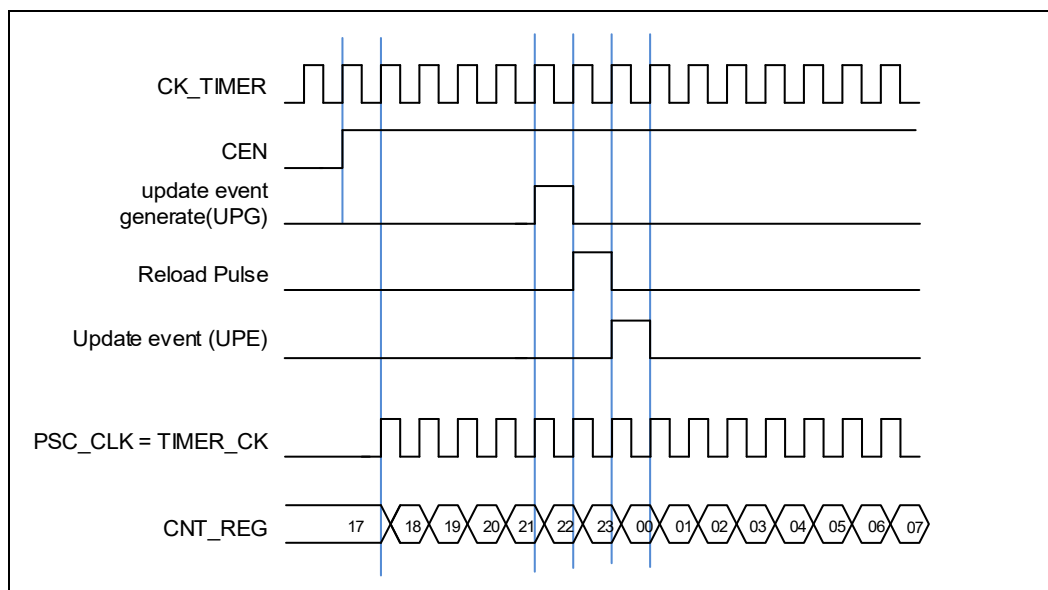 CK_TIMER
CEN
update event
generate(UPG)
Reload Pulse
Update event (UPE)
PSC_CLK = TIMER_CK
CNT_REG 17 18 19 20 21 22 23 00 01 02 03 04 05 06 07